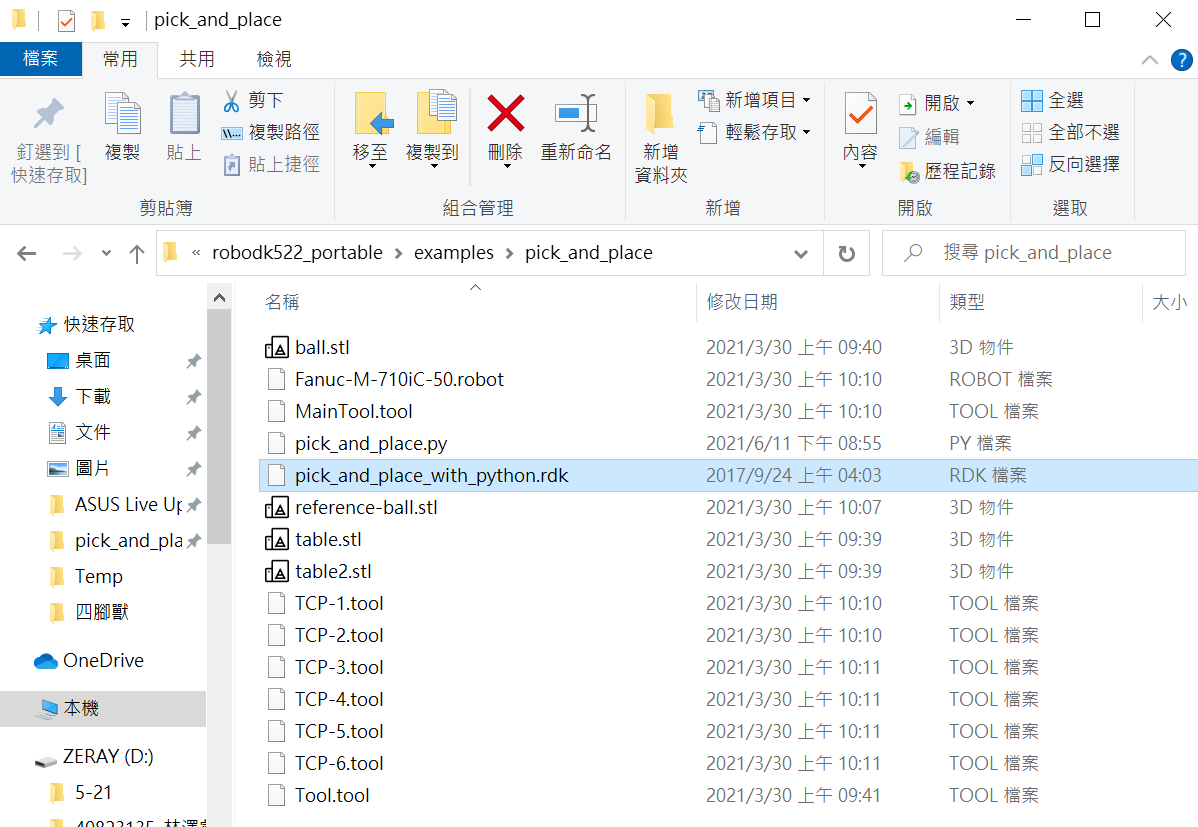 pick_and_place
檔案 常用 共用 檢視
釘選到 [
快速存取]
複製
貼上
剪下
複製路徑
貼上捷徑
剪貼簿
移至
複製到
刪除
重新命名
組合管理
新增
資料夾
新增項目
輕鬆存取
新增
內容
開啟
編輯
歷程記錄
開啟
全選
全部不選
反向選擇
選取
« robodk522_portable > examples > pick_and_place
搜尋 pick_and_place
快速存取
桌面
下載
文件
圖片
ASUS Live Up
pick_and_pla
Temp
四腳獸
OneDrive
本機
ZERAY (D:)
5-21
名稱 修改日期 類型 大小
ball.stl 2021/3/30 上午 09:40 3D 物件
Fanuc-M-710iC-50.robot 2021/3/30 上午 10:10 ROBOT 檔案
MainTool.tool 2021/3/30 上午 10:10 TOOL 檔案
pick_and_place.py 2021/6/11 下午 08:55 PY 檔案
pick_and_place_with_python.rdk 2017/9/24 上午 04:03 RDK 檔案
reference-ball.stl 2021/3/30 上午 10:07 3D 物件
table.stl 2021/3/30 上午 09:39 3D 物件
table2.stl 2021/3/30 上午 09:39 3D 物件
TCP-1.tool 2021/3/30 上午 10:10 TOOL 檔案
TCP-2.tool 2021/3/30 上午 10:10 TOOL 檔案
TCP-3.tool 2021/3/30 上午 10:11 TOOL 檔案
TCP-4.tool 2021/3/30 上午 10:11 TOOL 檔案
TCP-5.tool 2021/3/30 上午 10:11 TOOL 檔案
TCP-6.tool 2021/3/30 上午 10:11 TOOL 檔案
Tool.tool 2021/3/30 上午 09:41 TOOL 檔案